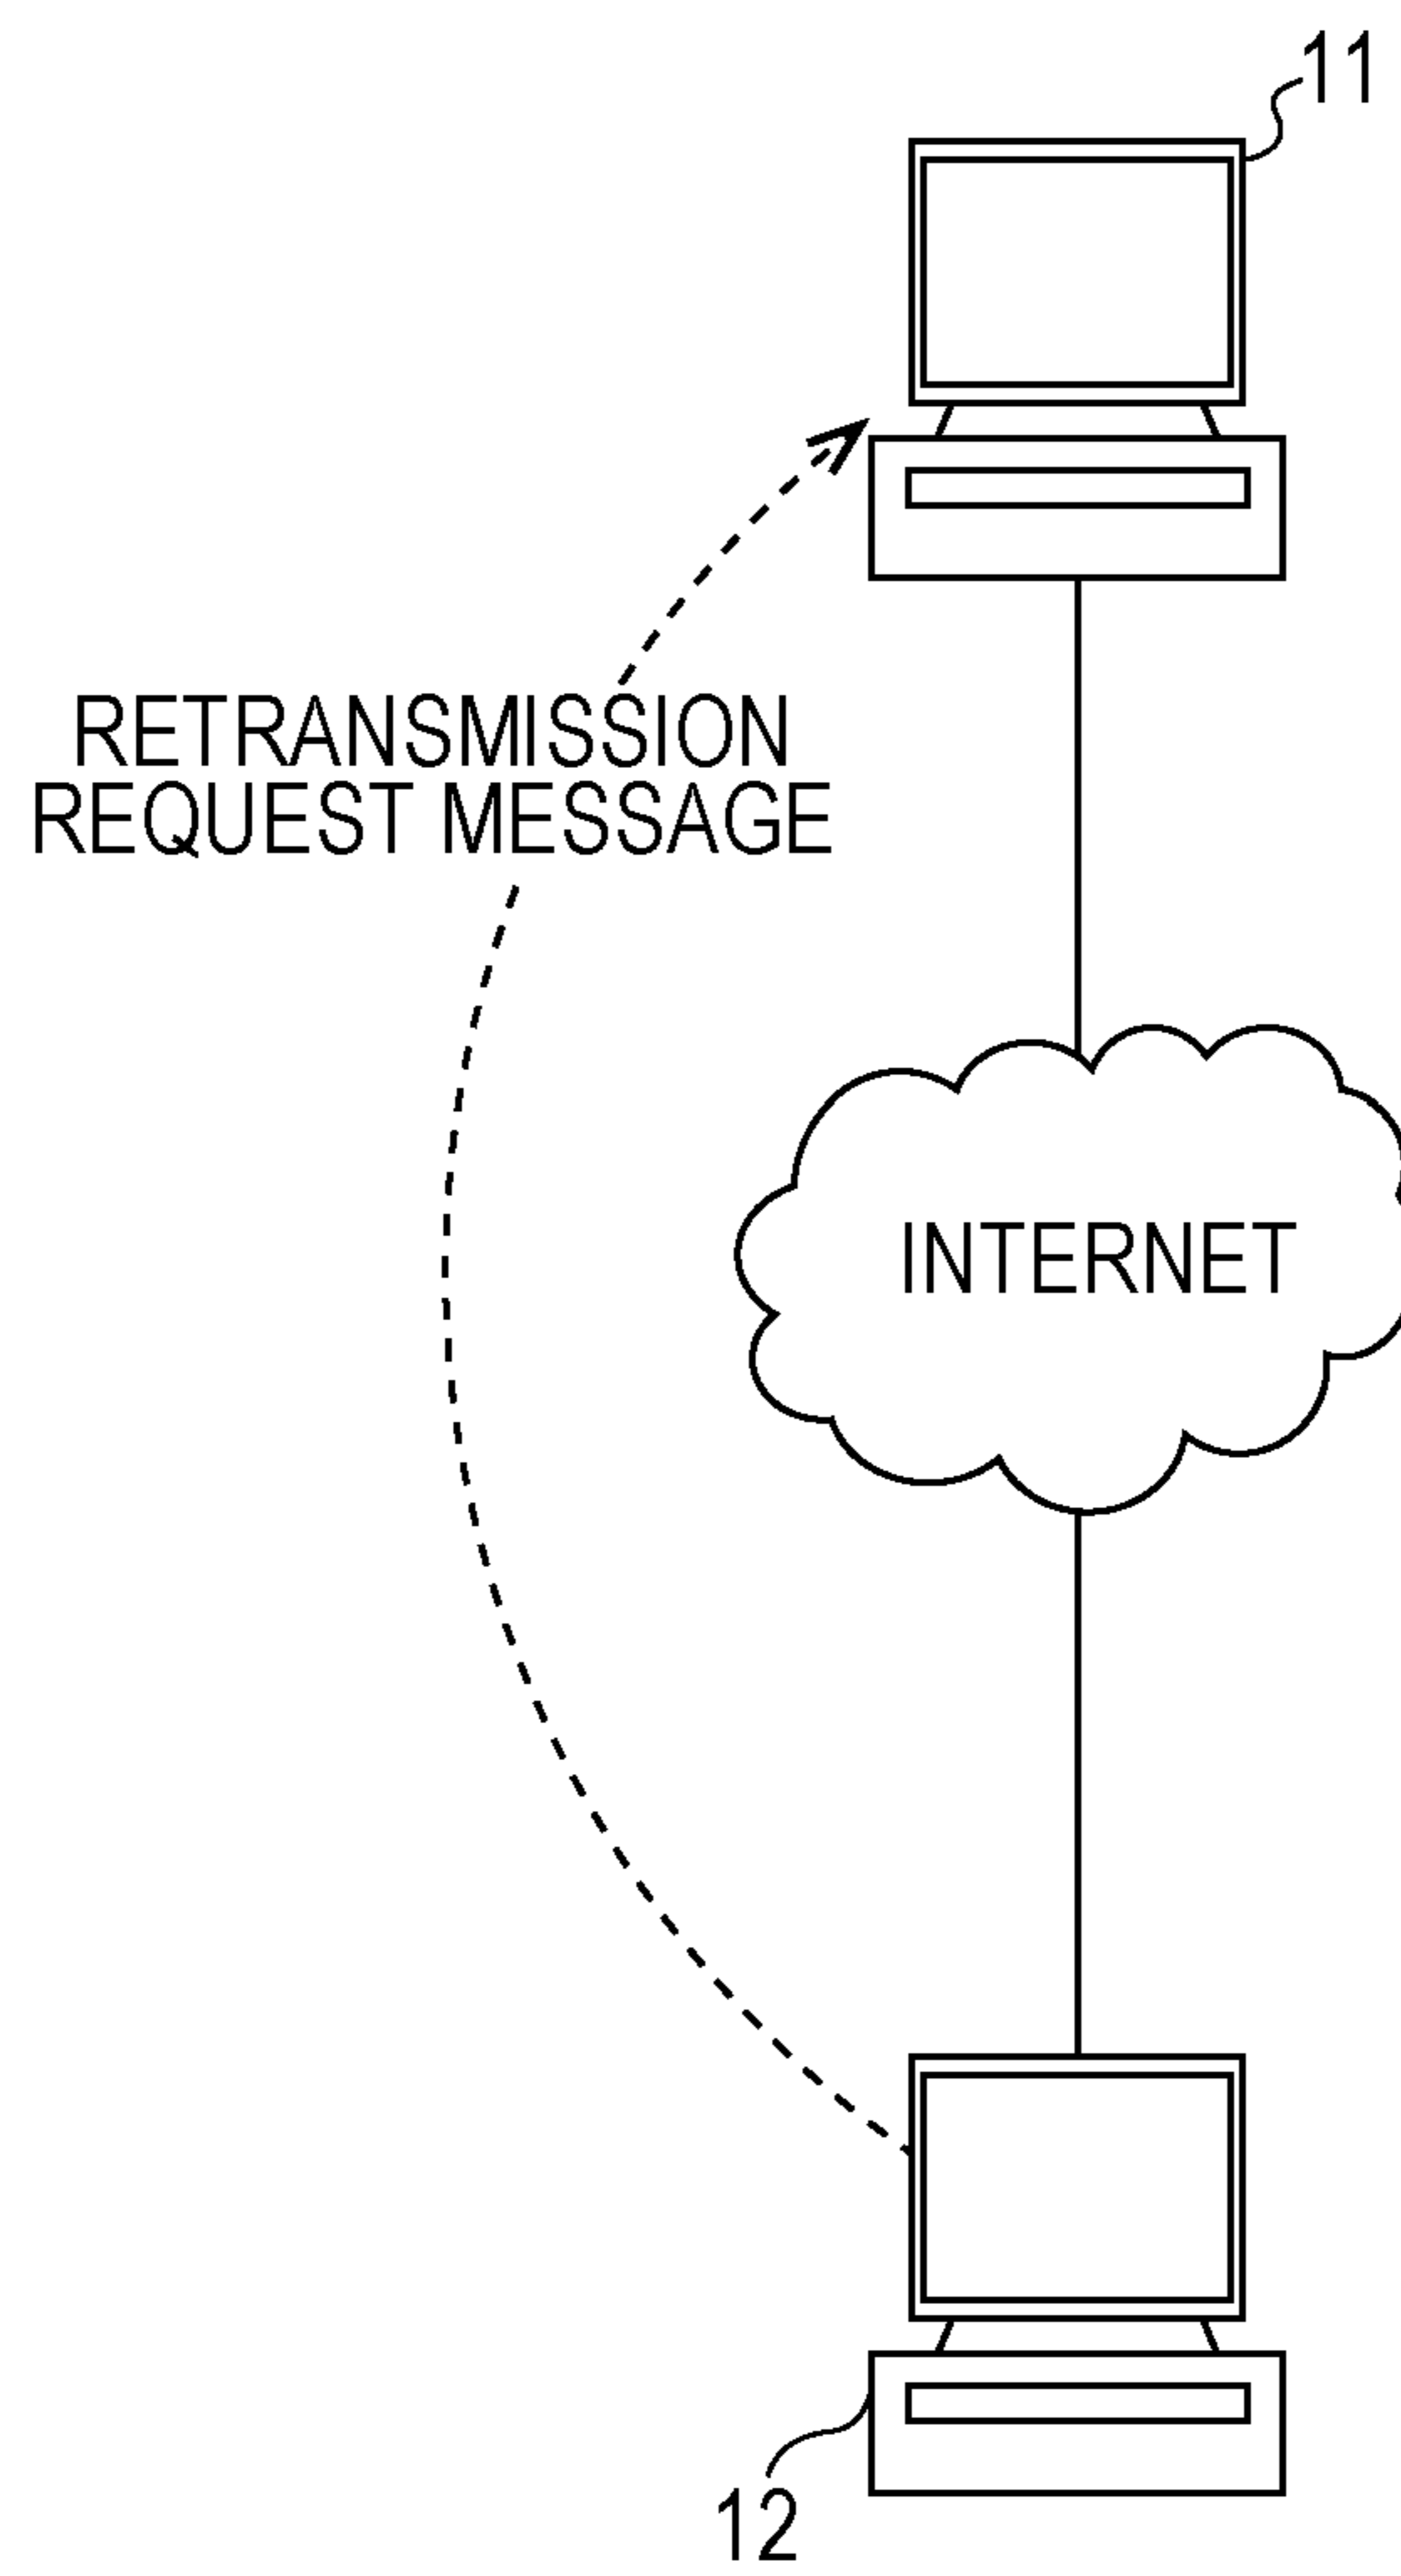 11
RETRANSMISSION
REQUEST MESSAGE
INTERNET
12